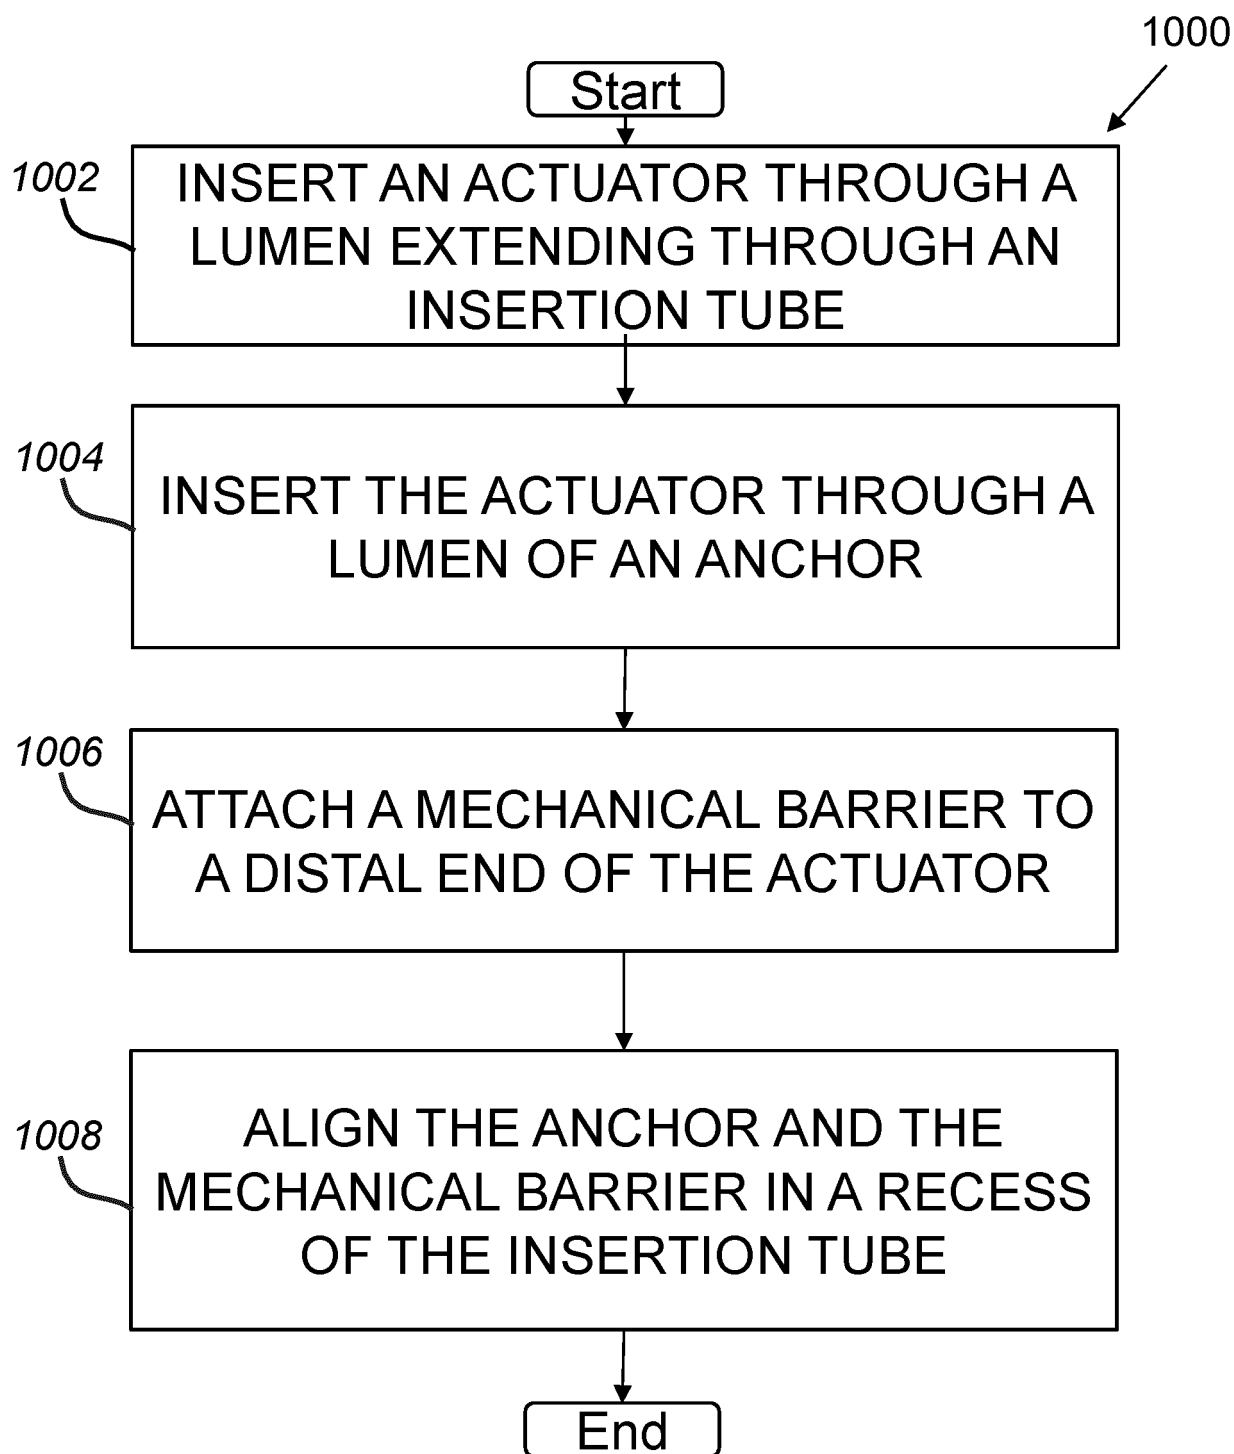 1000
Start
1002
INSERT AN ACTUATOR THROUGH A
LUMEN EXTENDING THROUGH AN
INSERTION TUBE
1004
INSERT THE ACTUATOR THROUGH A
LUMEN OF AN ANCHOR
1006
ATTACH A MECHANICAL BARRIER TO
A DISTAL END OF THE ACTUATOR
1008
ALIGN THE ANCHOR AND THE
MECHANICAL BARRIER IN A RECESS
OF THE INSERTION TUBE
End